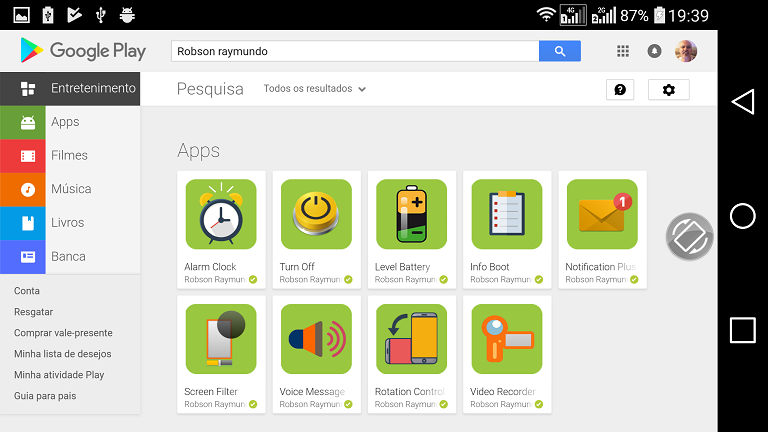 4G
2G
87%
19:39
Google Play
Robson raymundo
Entretenimento
Pesquisa
Todos os resultados
Apps
Filmes
Música
Livros
Banca
Conta
Resgatar
Comprar vale-presente
Minha lista de desejos
Minha atividade Play
Guia para pais
Apps
1
Alarm Clock
Turn Off
Level Battery
Info Boot
Notification Plus
Robson Raymun
Robson Raymun
Robson Raymun
Robson Raymun
Robson Raymun
Screen Filter
Voice Message
Rotation Control
Video Recorder
Robson Raymun
Robson Raymun
Robson Raymun
Robson Raymun